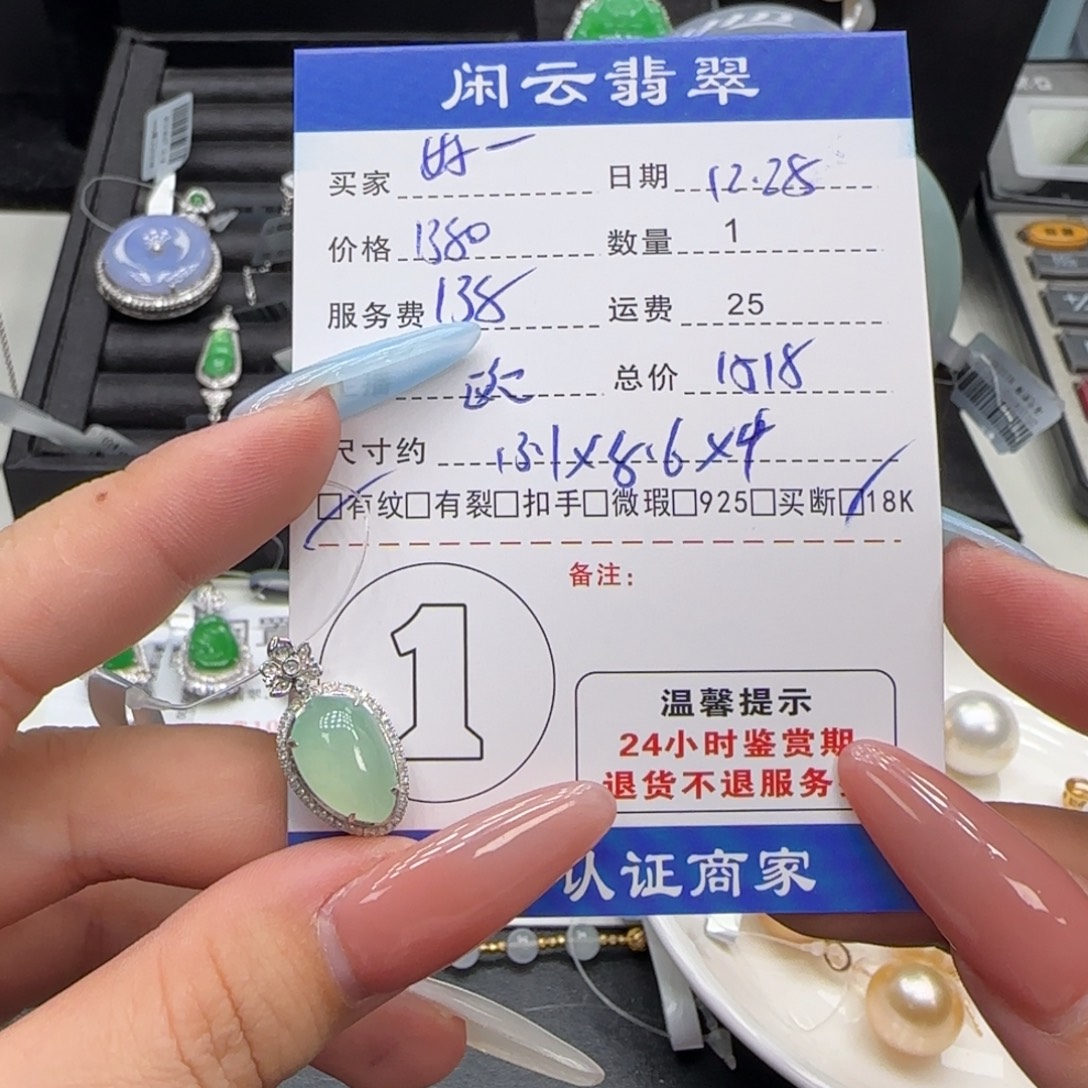 闲云翡翠
买家 好一 日期 12.28
价格 1380 数量 1
服务费 138 运费 25
欧 总价 1518
尺寸约 13.1×8.6×4
□有纹□有裂□扣手□微瑕□925□买断□18K
备注：
1
温馨提示
24小时鉴赏期
退货不退服务
认证商家